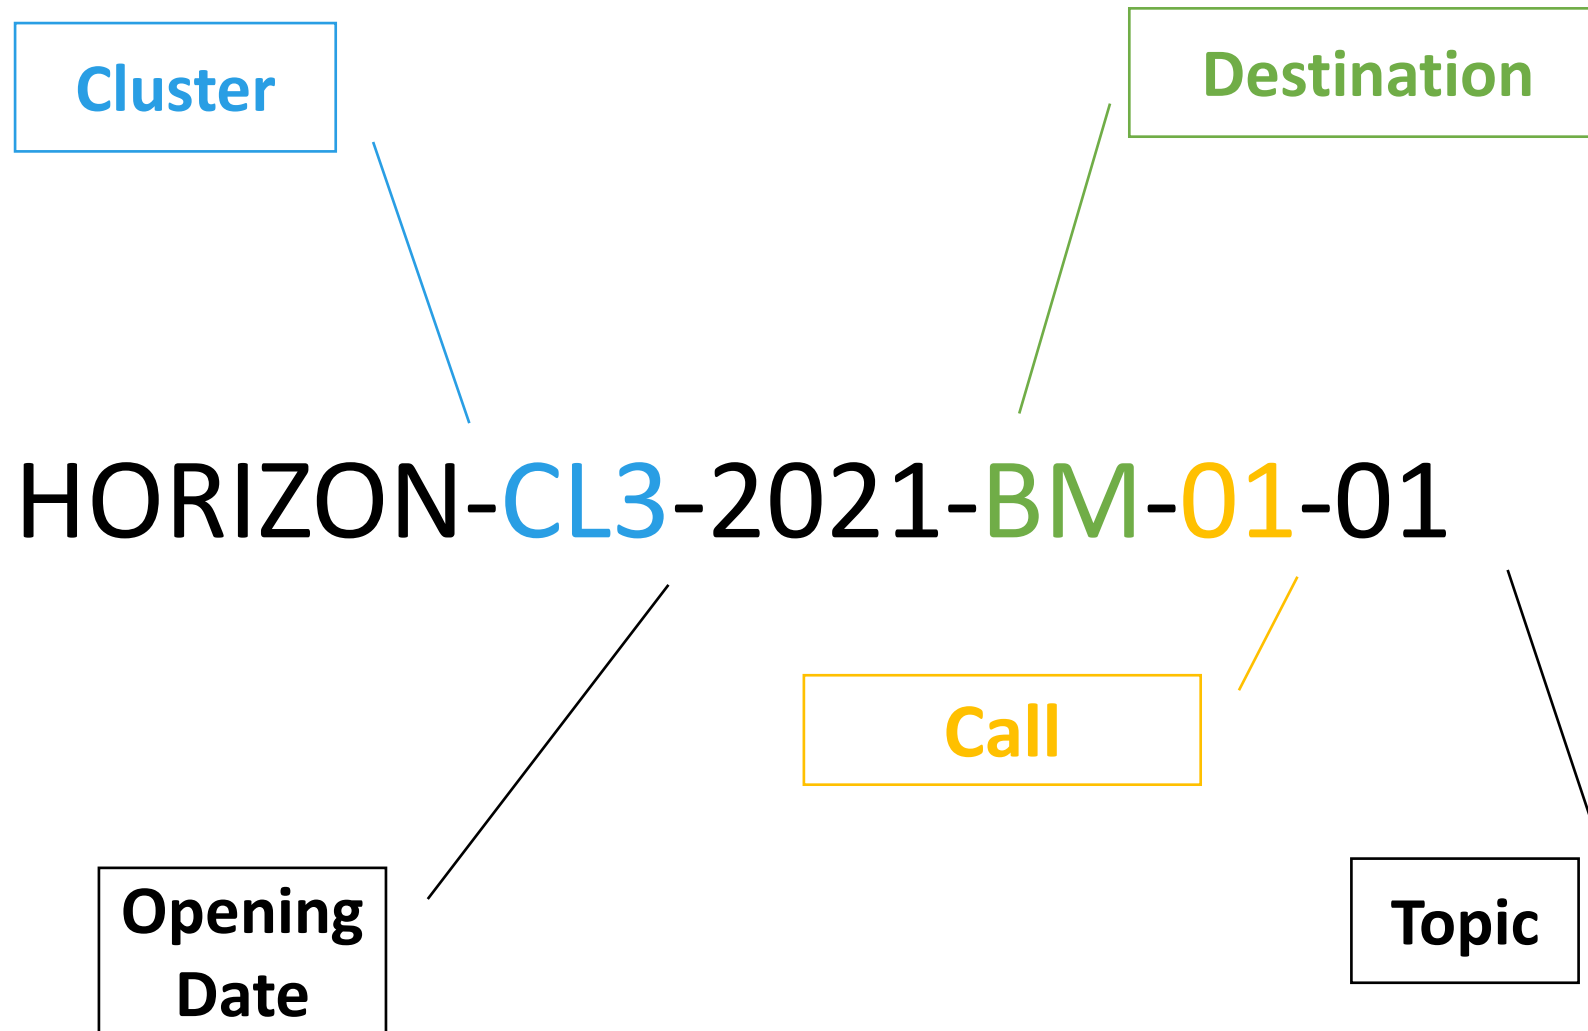 Cluster
Destination
HORIZON-CL3-2021-BM-01-01
Call
Opening
Date
Topic